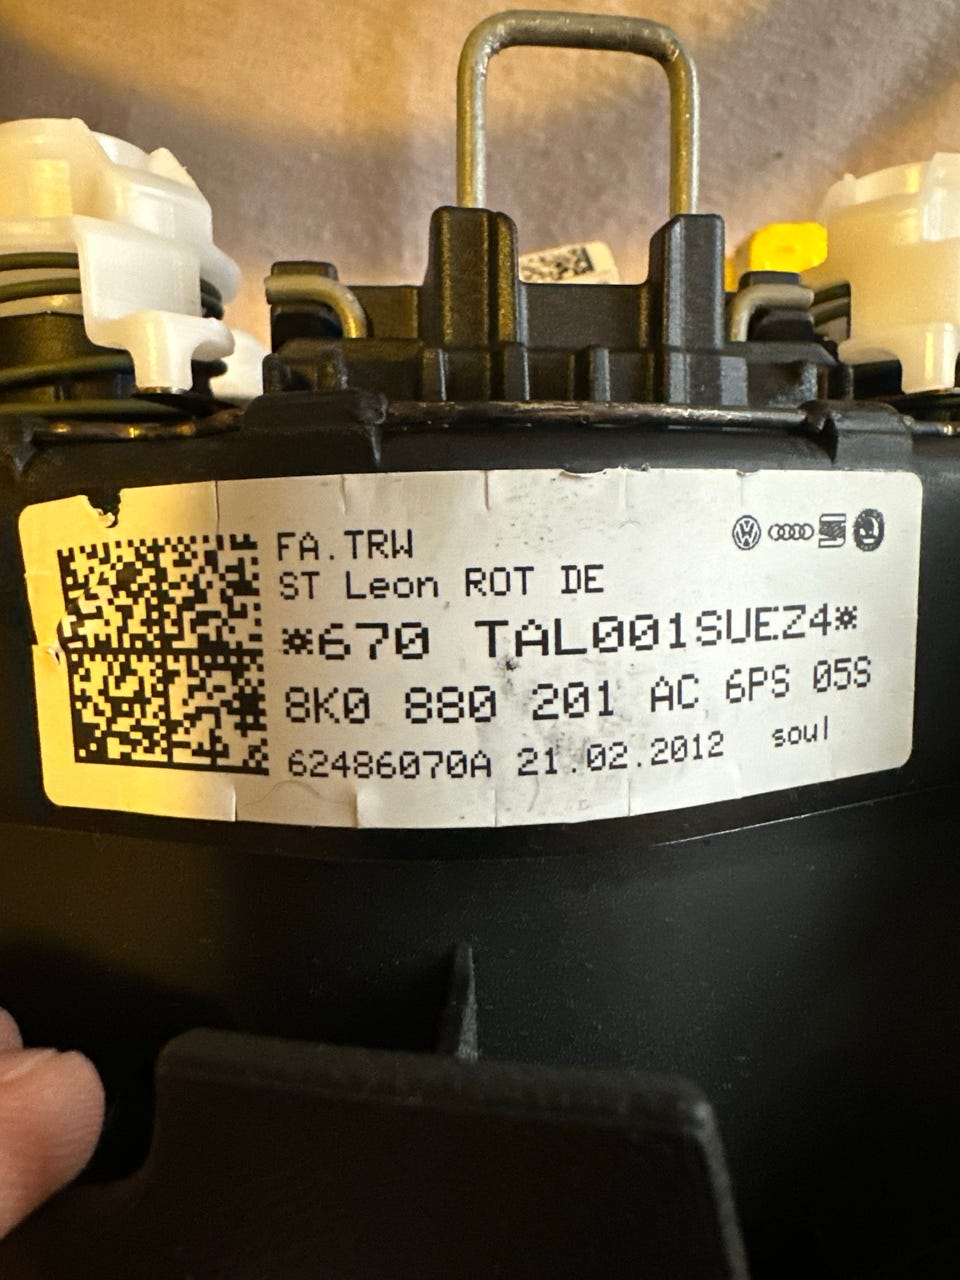 FA.TRW
ST Leon ROT DE
*670 TAL001SUEZ4*
8K0 880 201 AC 6PS 05S
62486070A 21.02.2012 soul